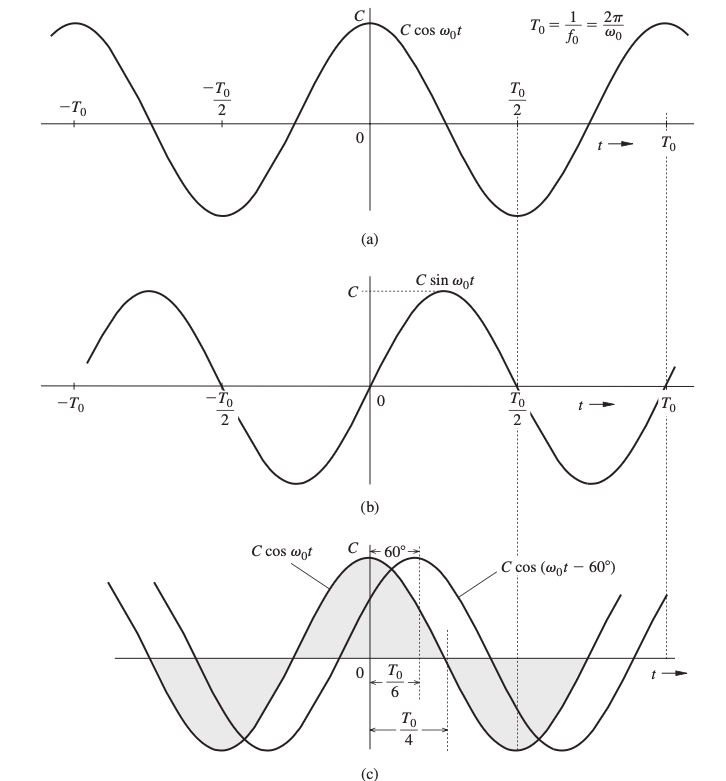 C
C cos ω₀t
T₀ = 1/f₀ = 2π/ω₀
−T₀
−T₀/2
T₀/2
0
t →
T₀
(a)
C sin ω₀t
C
−T₀
−T₀/2
0
T₀/2
t →
T₀
(b)
C cos ω₀t
C
60°
C cos (ω₀t − 60°)
0
T₀/6
t →
T₀/4
(c)